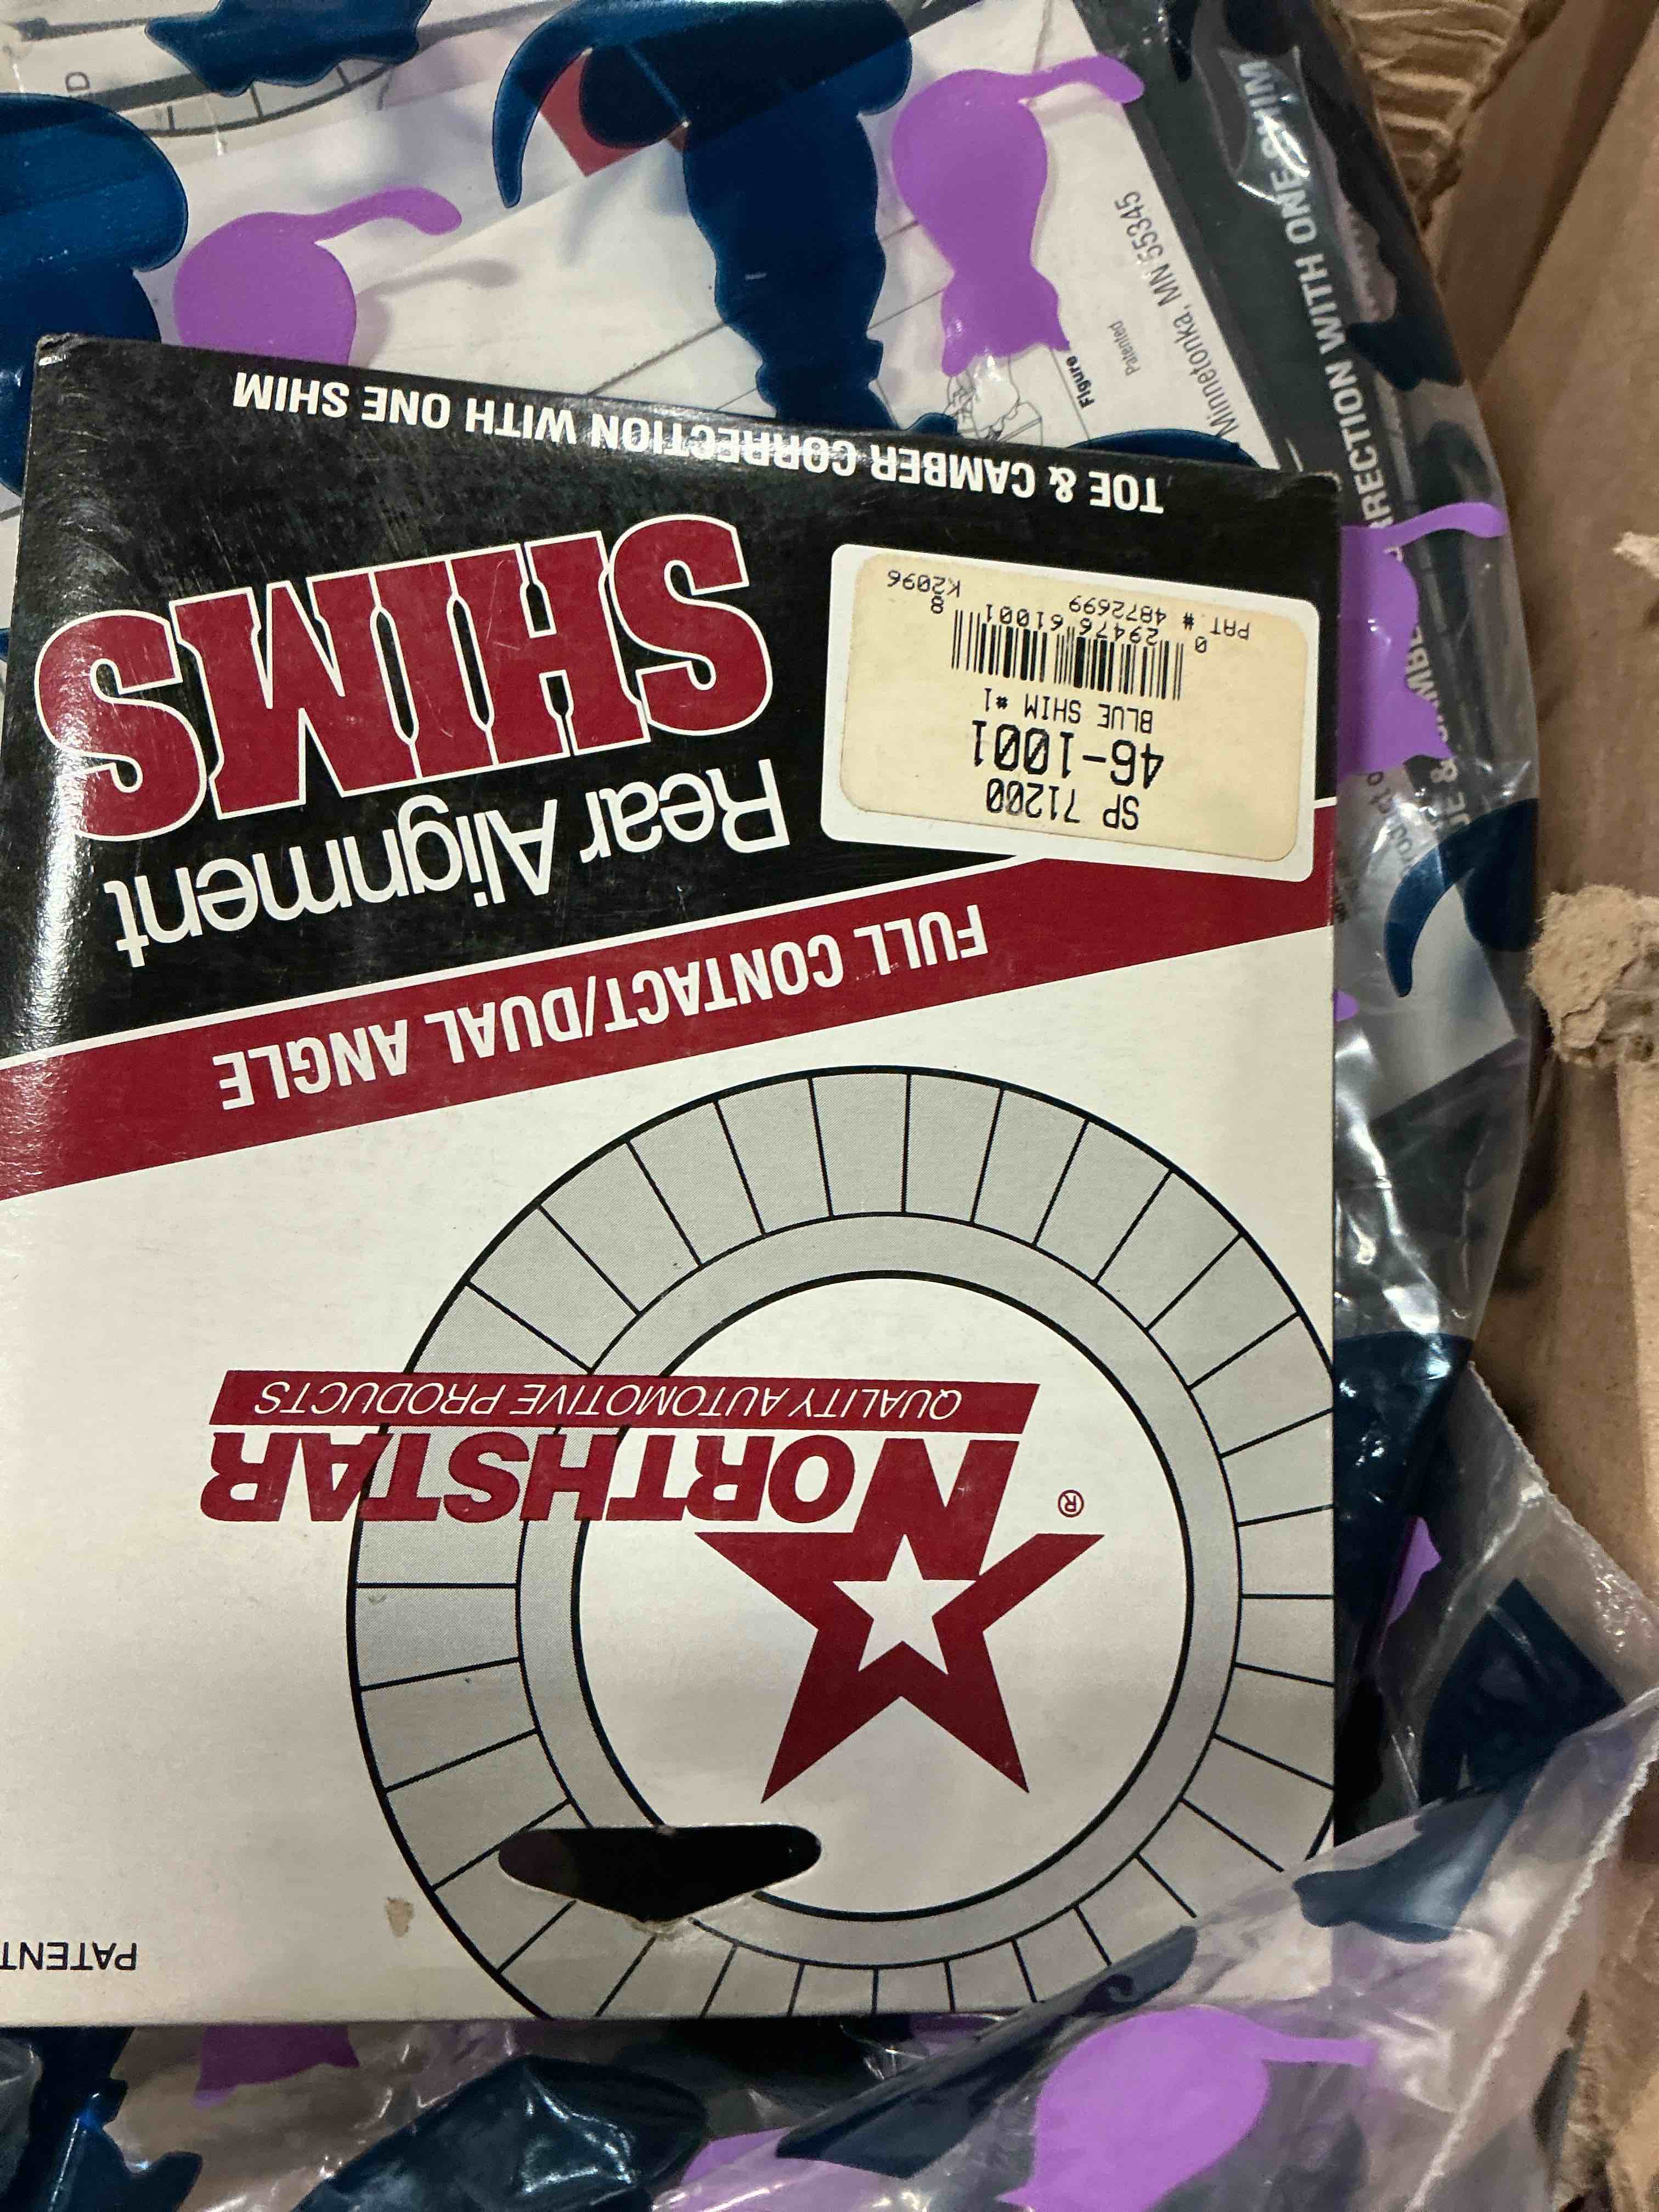 PATENT
®
NORTHSTAR
QUALITY AUTOMOTIVE PRODUCTS
FULL CONTACT/DUAL ANGLE
Rear Alignment
SHIMS
SP 71200
46-1001
BLUE SHIM #1
0 29476 61001 8
PAT # 4872699
K2096
TOE & CAMBER CORRECTION WITH ONE SHIM
Minnetonka, MN 55345
Patented
Figure
RRECTION WITH ONE SHIM
D